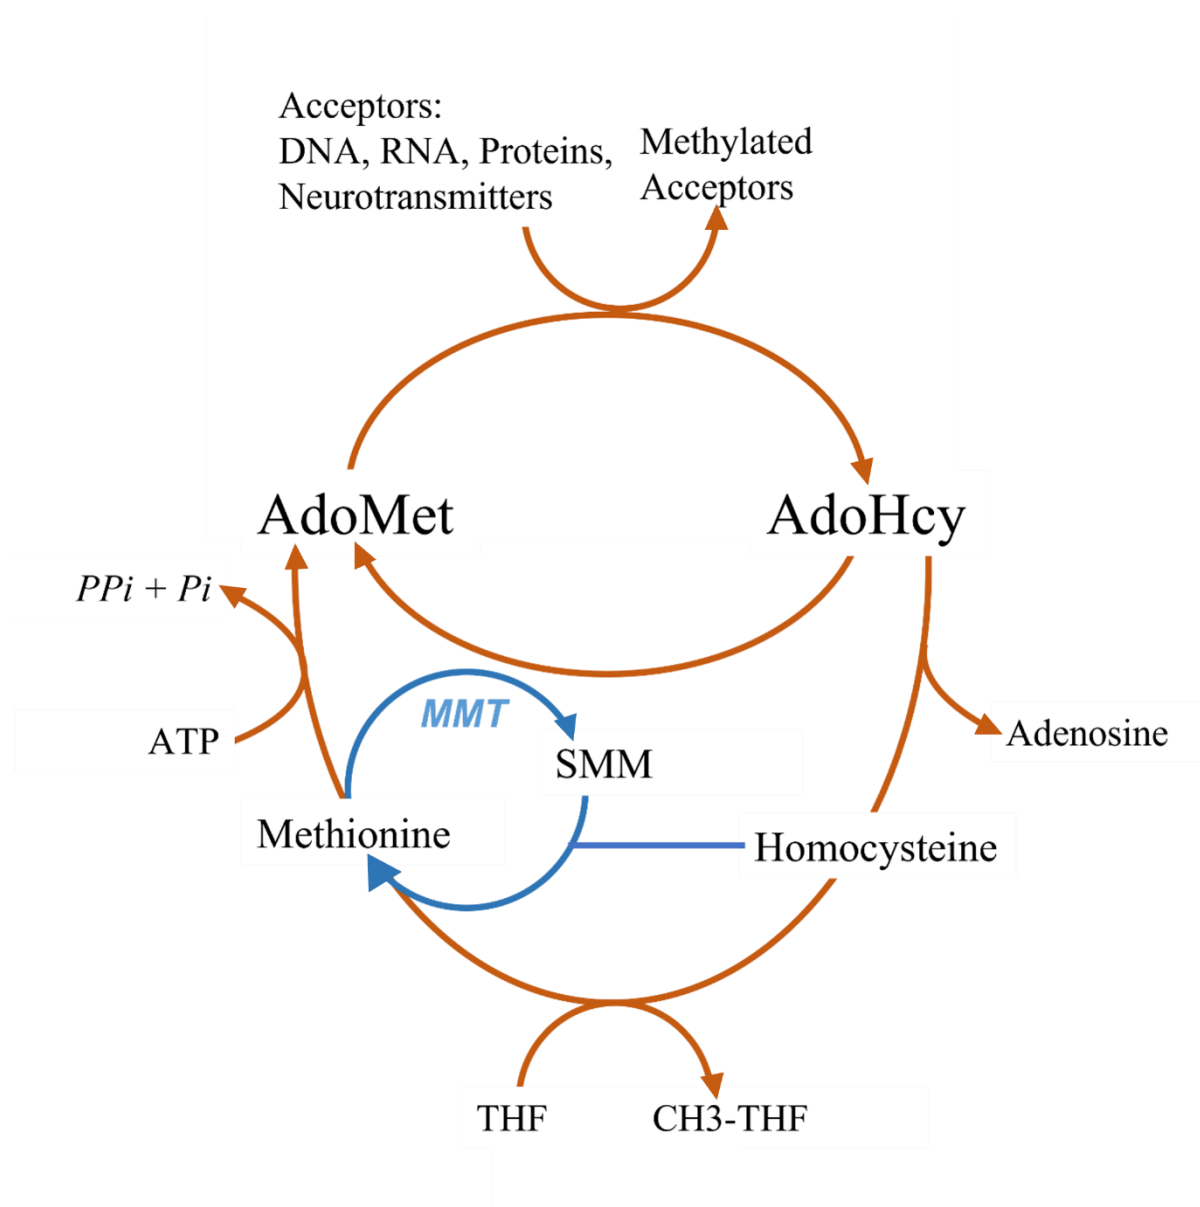 Acceptors:
DNA, RNA, Proteins,
Neurotransmitters
Methylated
Acceptors
AdoMet
AdoHcy
PPi + Pi
MMT
ATP
Adenosine
SMM
Methionine
Homocysteine
THF
CH3-THF